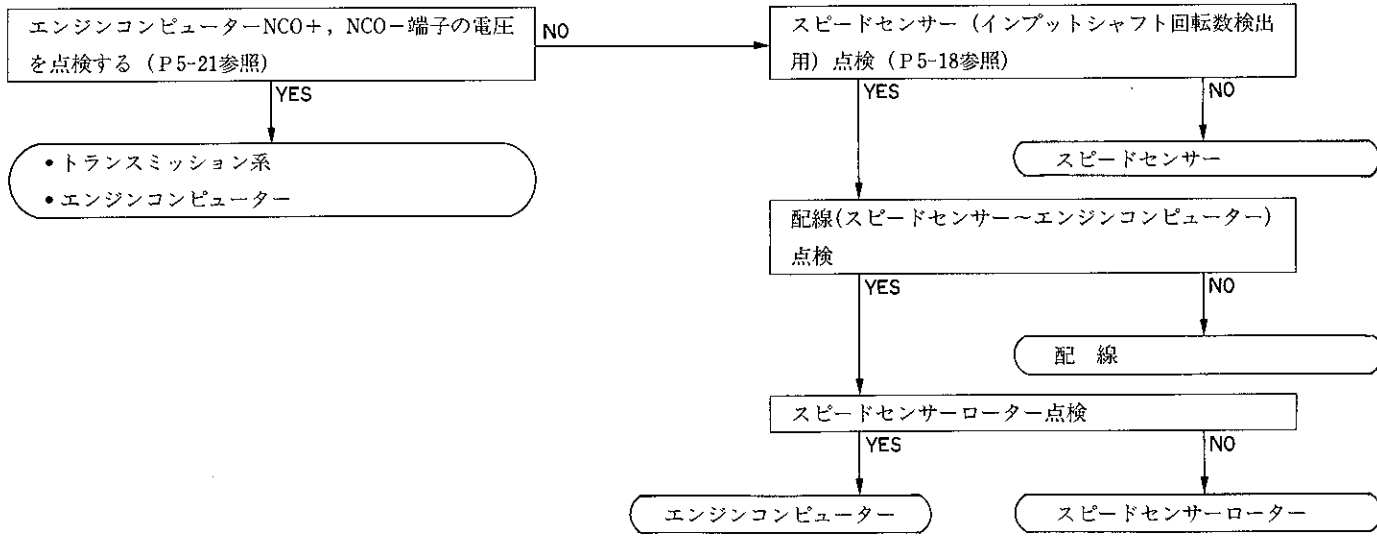 エンジンコンピューターNCO+，NCO-端子の電圧
を点検する（P5-21参照）
NO
スピードセンサー（インプットシャフト回転数検出
用）点検（P5-18参照）
YES
YES
NO
• トランスミッション系
• エンジンコンピューター
スピードセンサー
配線(スピードセンサー～エンジンコンピューター)
点検
YES
NO
配　線
スピードセンサーローター点検
YES
NO
エンジンコンピューター
スピードセンサーローター